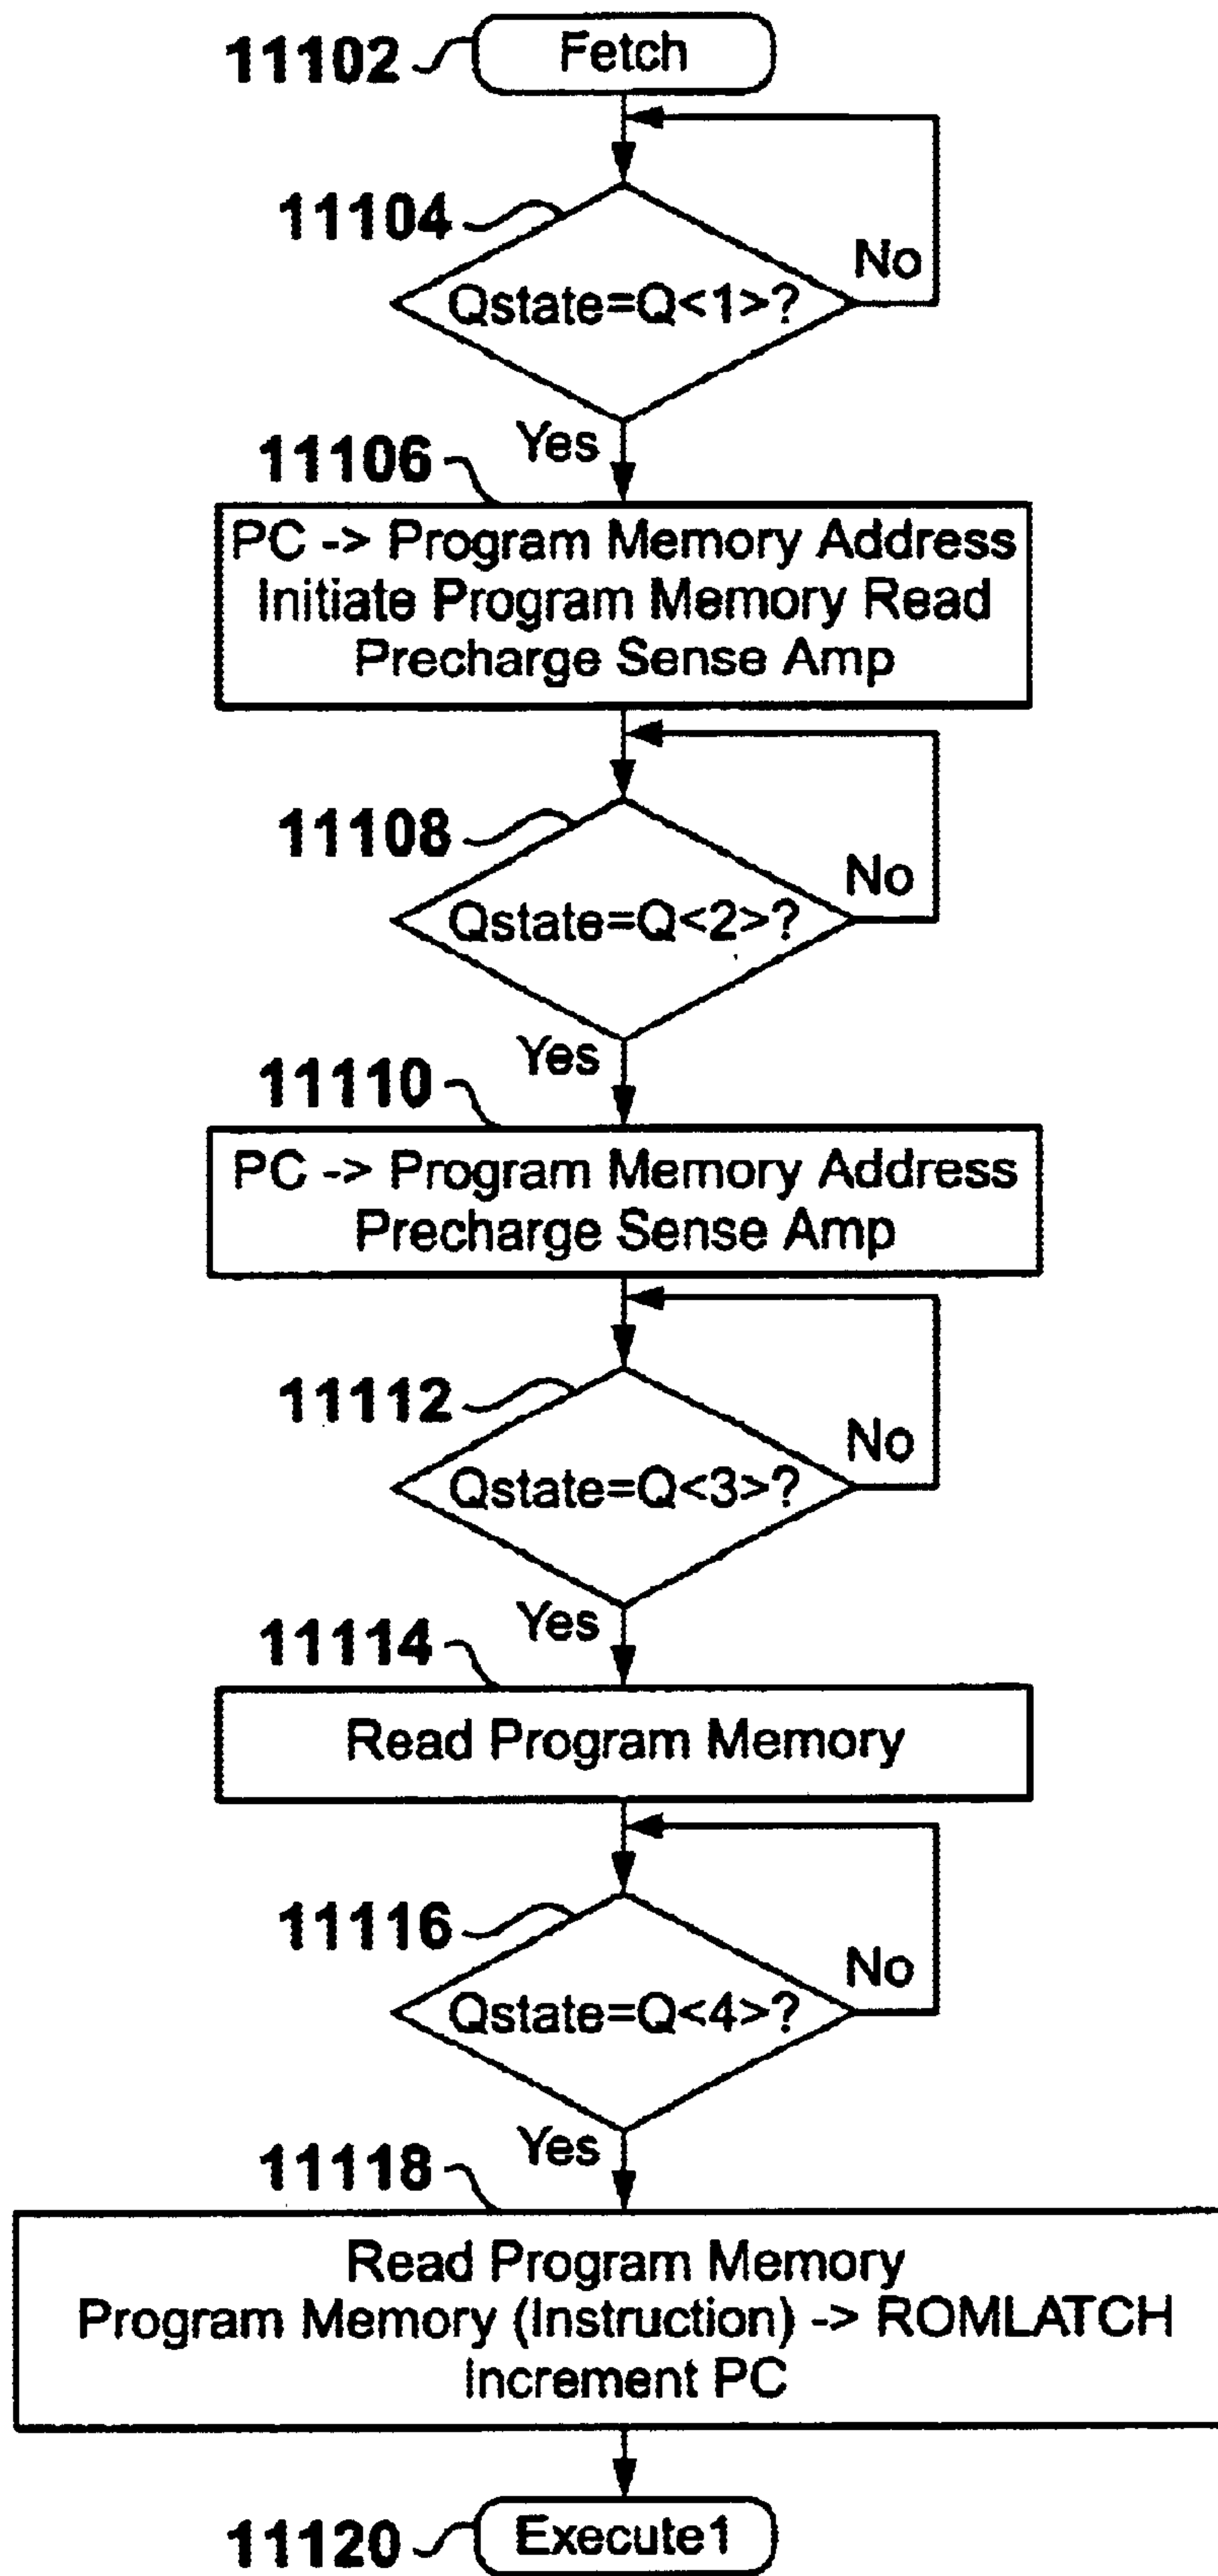 11102
Fetch
11104
No
Qstate=Q<1>?
Yes
11106
PC -> Program Memory Address
Initiate Program Memory Read
Precharge Sense Amp
11108
No
Qstate=Q<2>?
Yes
11110
PC -> Program Memory Address
Precharge Sense Amp
11112
No
Qstate=Q<3>?
Yes
11114
Read Program Memory
11116
No
Qstate=Q<4>?
Yes
11118
Read Program Memory
Program Memory (Instruction) -> ROMLATCH
Increment PC
11120
Execute1